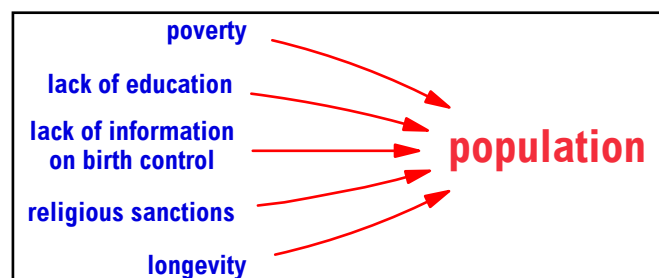 poverty
lack of education
lack of information
on birth control
population
religious sanctions
longevity